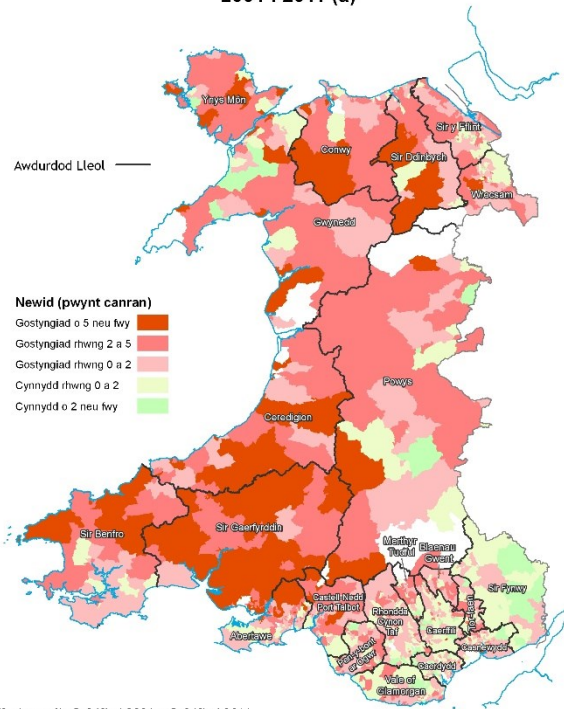 Ynys Môn
Sir y Fflint
Conwy
Sir Ddinbych
Awdurdod Lleol
Wrecsam
Gwynedd
Newid (pwynt canran)
Gostyngiad o 5 neu fwy
Gostyngiad rhwng 2 a 5
Gostyngiad rhwng 0 a 2
Cynnydd rhwng 0 a 2
Cynnydd o 2 neu fwy
Powys
Ceredigion
Sir Benfro
Sir Gaerfyrddin
Merthyr
Tudful
Blaenau
Gwent
Sir Fynwy
Castell-Nedd
Port Talbot
Rhondda
Cynon
Taf
Caerffili
Abertawe
Casnewydd
Caerdydd
Vale of
Glamorgan